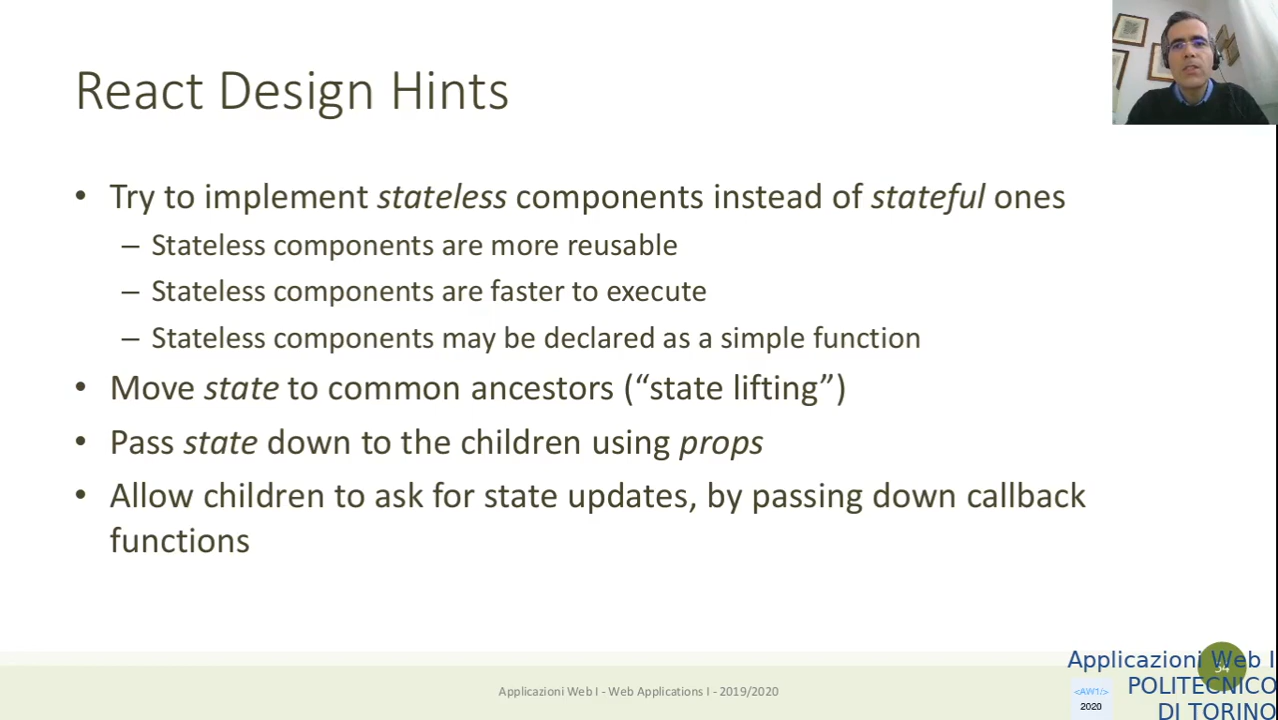 React Design Hints
• Try to implement stateless components instead of stateful ones
– Stateless components are more reusable
– Stateless components are faster to execute
– Stateless components may be declared as a simple function
• Move state to common ancestors (“state lifting”)
• Pass state down to the children using props
• Allow children to ask for state updates, by passing down callback
functions
Applicazioni Web I - Web Applications I - 2019/2020
Applicazioni Web I
POLITECNICO
DI TORINO
<AW1/>
2020